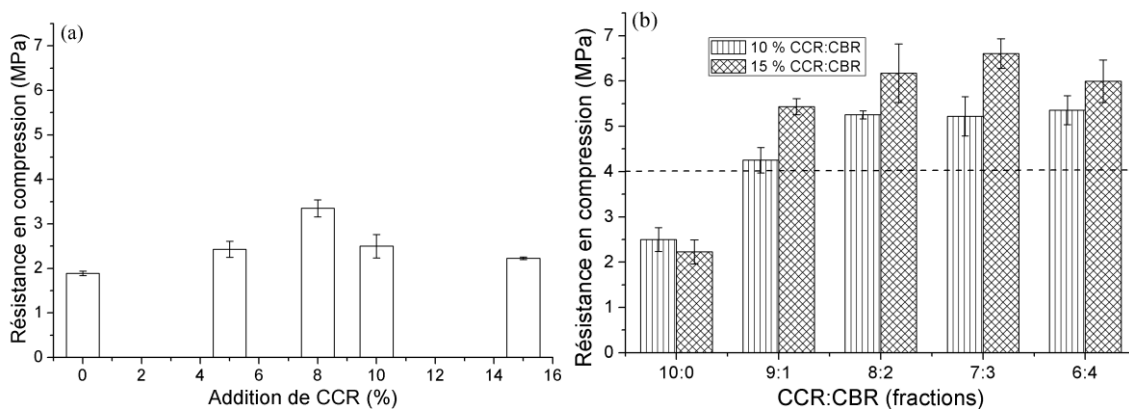 (a)
Résistance en compression (MPa)
7
6
5
4
3
2
1
0
0 2 4 6 8 10 12 14 16
Addition de CCR (%)
(b)
Résistance en compression (MPa)
7
6
5
4
3
2
1
0
10 % CCR:CBR
15 % CCR:CBR
10:0 9:1 8:2 7:3 6:4
CCR:CBR (fractions)